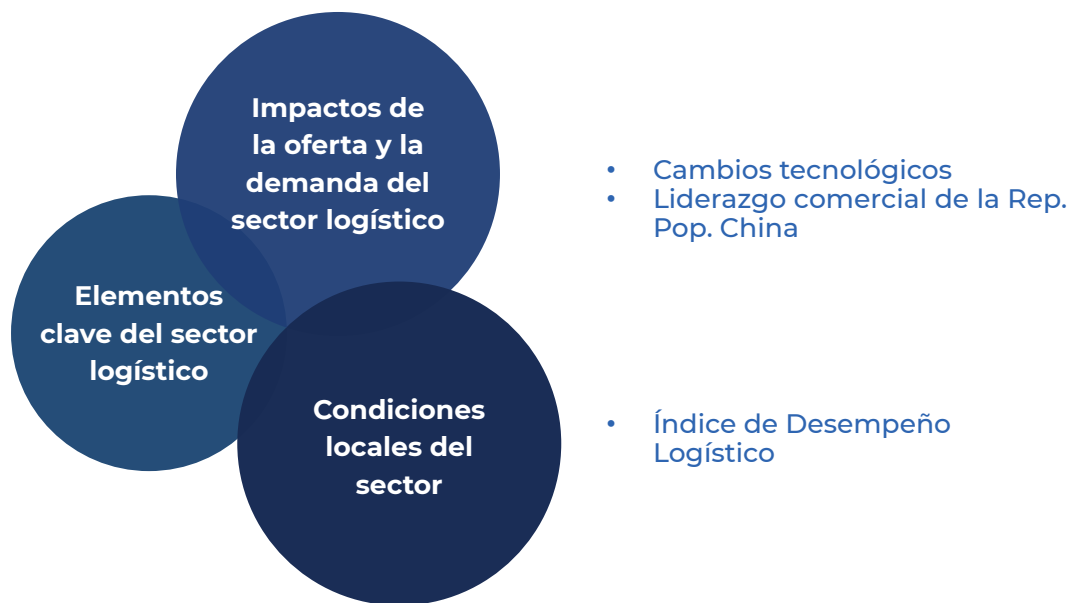 Impactos de
la oferta y la
demanda del
sector logístico
• Cambios tecnológicos
• Liderazgo comercial de la Rep.
Pop. China
Elementos
clave del sector
logístico
Condiciones
locales del
sector
• Índice de Desempeño
Logístico